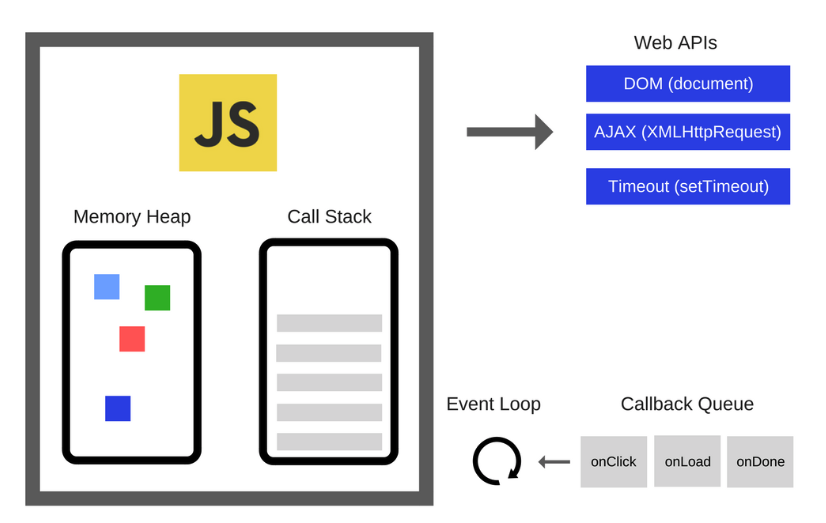 JS
Memory Heap
Call Stack
Web APIs
DOM (document)
AJAX (XMLHttpRequest)
Timeout (setTimeout)
Event Loop
Callback Queue
onClick
onLoad
onDone